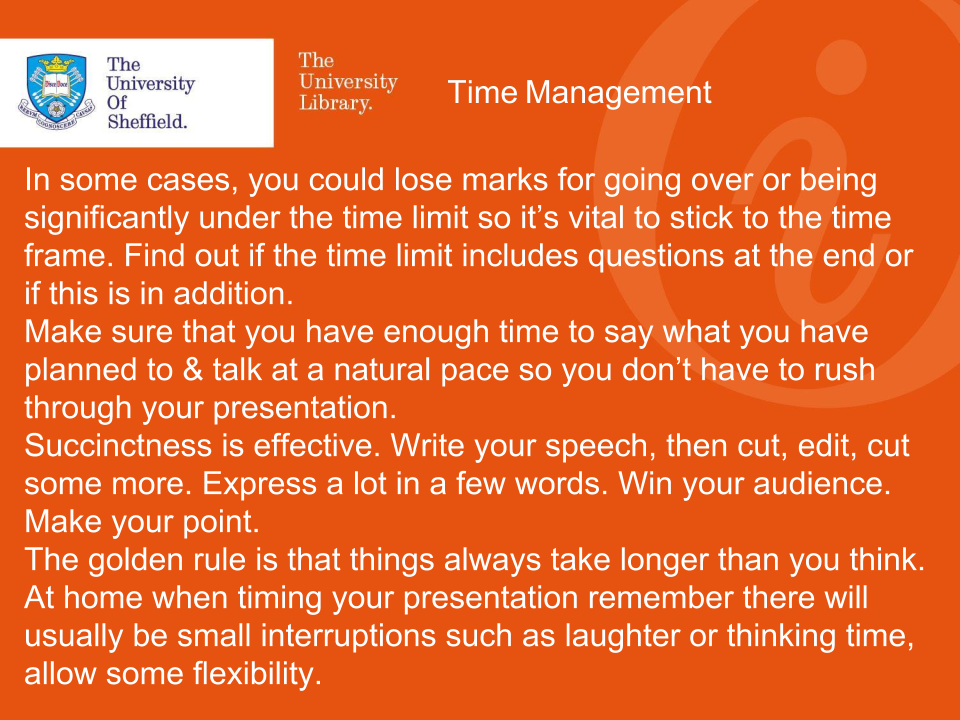 The
University
Of
Sheffield.
The
University
Library.
Time Management
In some cases, you could lose marks for going over or being
significantly under the time limit so it’s vital to stick to the time
frame. Find out if the time limit includes questions at the end or
if this is in addition.
Make sure that you have enough time to say what you have
planned to & talk at a natural pace so you don’t have to rush
through your presentation.
Succinctness is effective. Write your speech, then cut, edit, cut
some more. Express a lot in a few words. Win your audience.
Make your point.
The golden rule is that things always take longer than you think.
At home when timing your presentation remember there will
usually be small interruptions such as laughter or thinking time,
allow some flexibility.